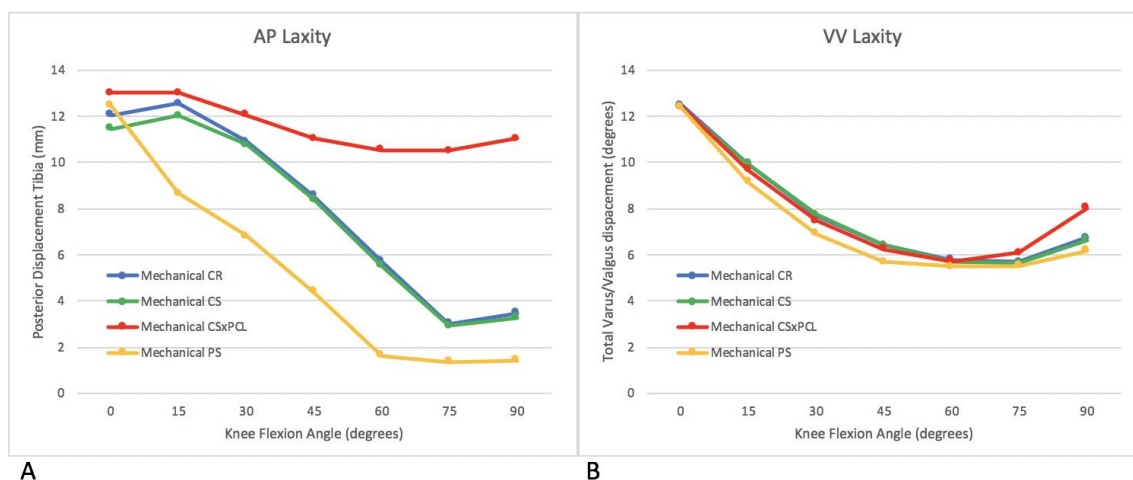 AP Laxity
Posterior Displacement Tibia (mm)
14
12
10
8
6
4
2
0
Mechanical CR
Mechanical CS
Mechanical CSxPCL
Mechanical PS
0 15 30 45 60 75 90
Knee Flexion Angle (degrees)
A
VV Laxity
Total Varus/Valgus dispacement (degrees)
14
12
10
8
6
4
2
0
Mechanical CR
Mechanical CS
Mechanical CSxPCL
Mechanical PS
0 15 30 45 60 75 90
Knee Flexion Angle (degrees)
B